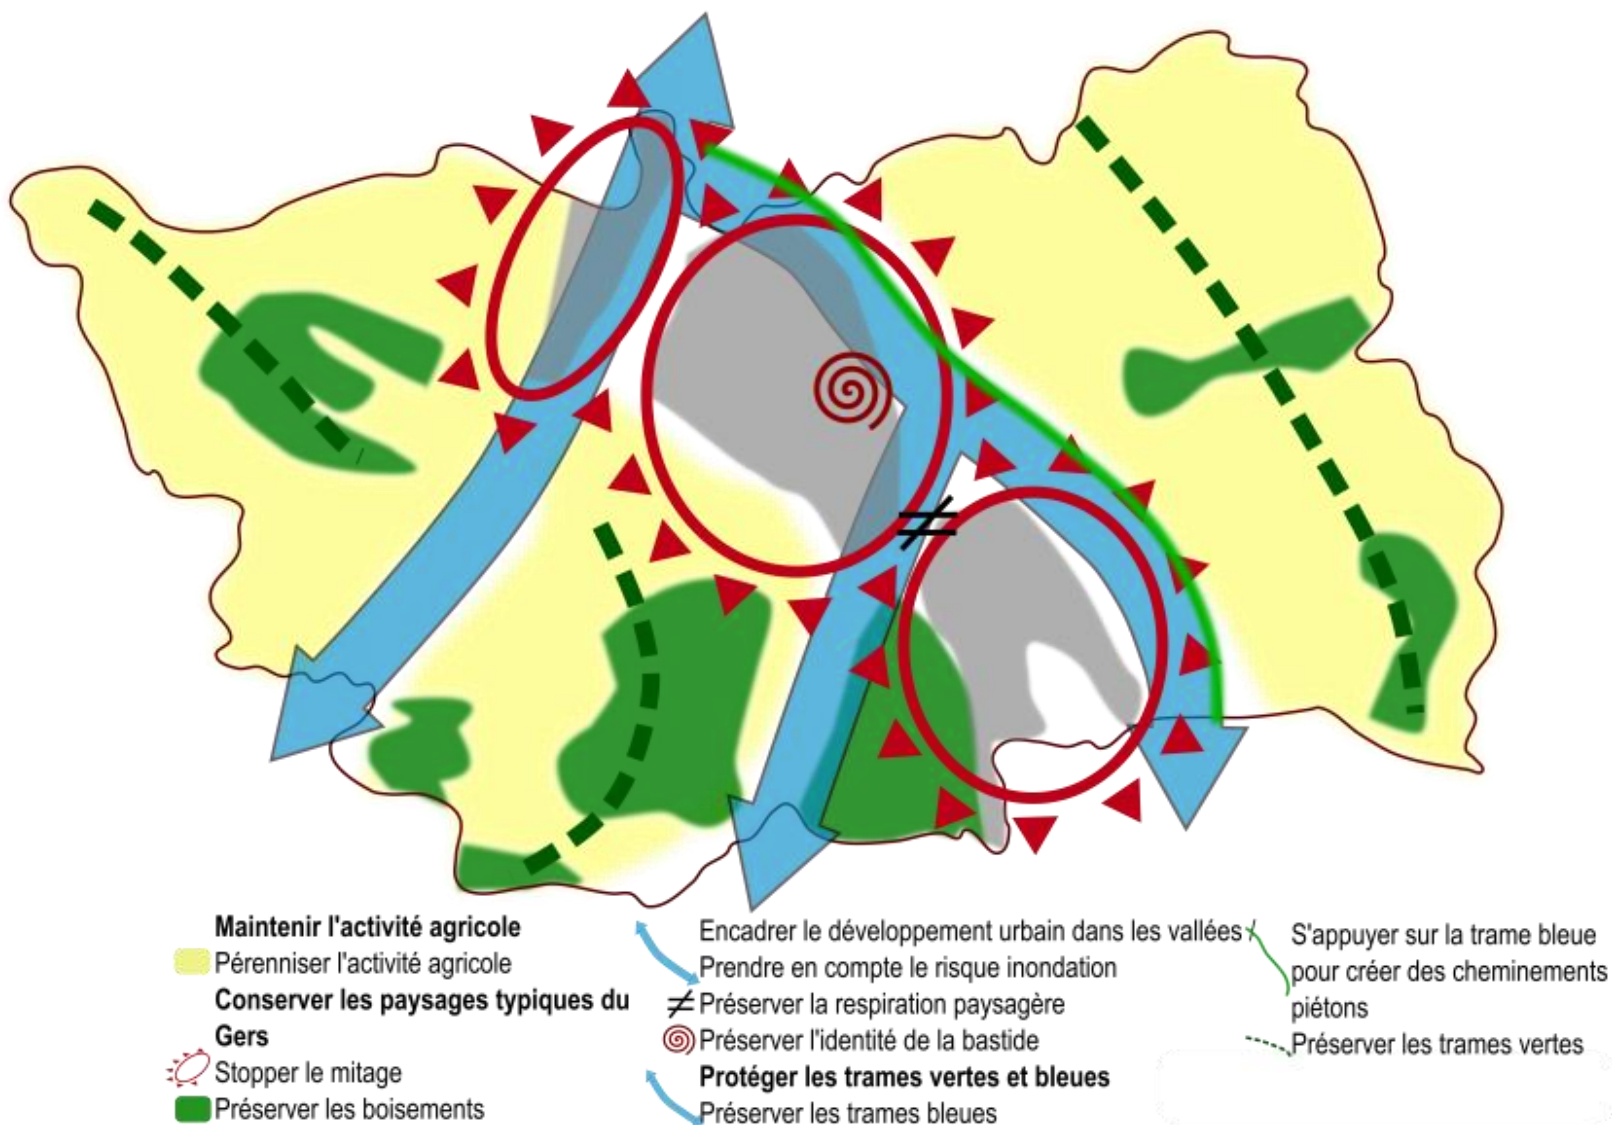 Maintenir l'activité agricole
Pérenniser l'activité agricole
Conserver les paysages typiques du
Gers
Stopper le mitage
Préserver les boisements
Encadrer le développement urbain dans les vallées
Prendre en compte le risque inondation
Préserver la respiration paysagère
Préserver l'identité de la bastide
Protéger les trames vertes et bleues
Préserver les trames bleues
S'appuyer sur la trame bleue
pour créer des cheminements
piétons
Préserver les trames vertes